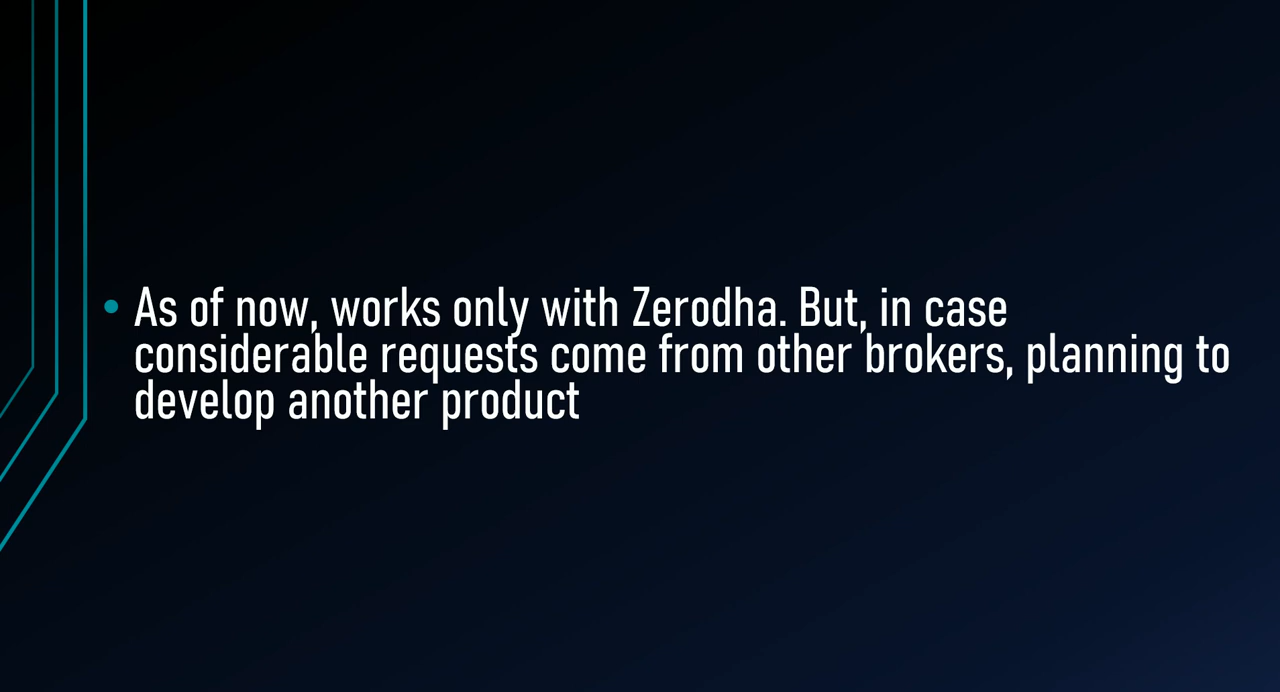 • As of now, works only with Zerodha. But, in case
considerable requests come from other brokers, planning to
develop another product